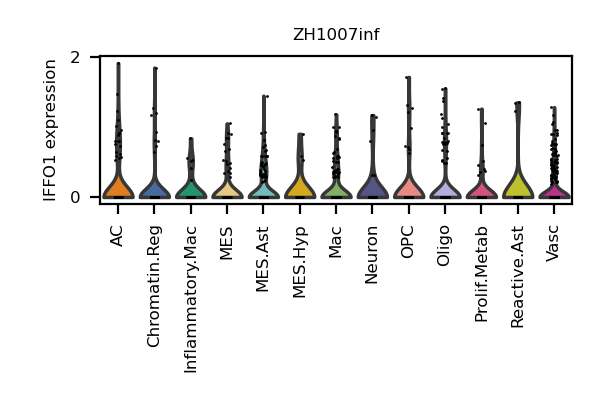 ZH1007inf
IFFO1 expression
2
0
AC
Chromatin.Reg
Inflammatory.Mac
MES
MES.Ast
MES.Hyp
Mac
Neuron
OPC
Oligo
Prolif.Metab
Reactive.Ast
Vasc